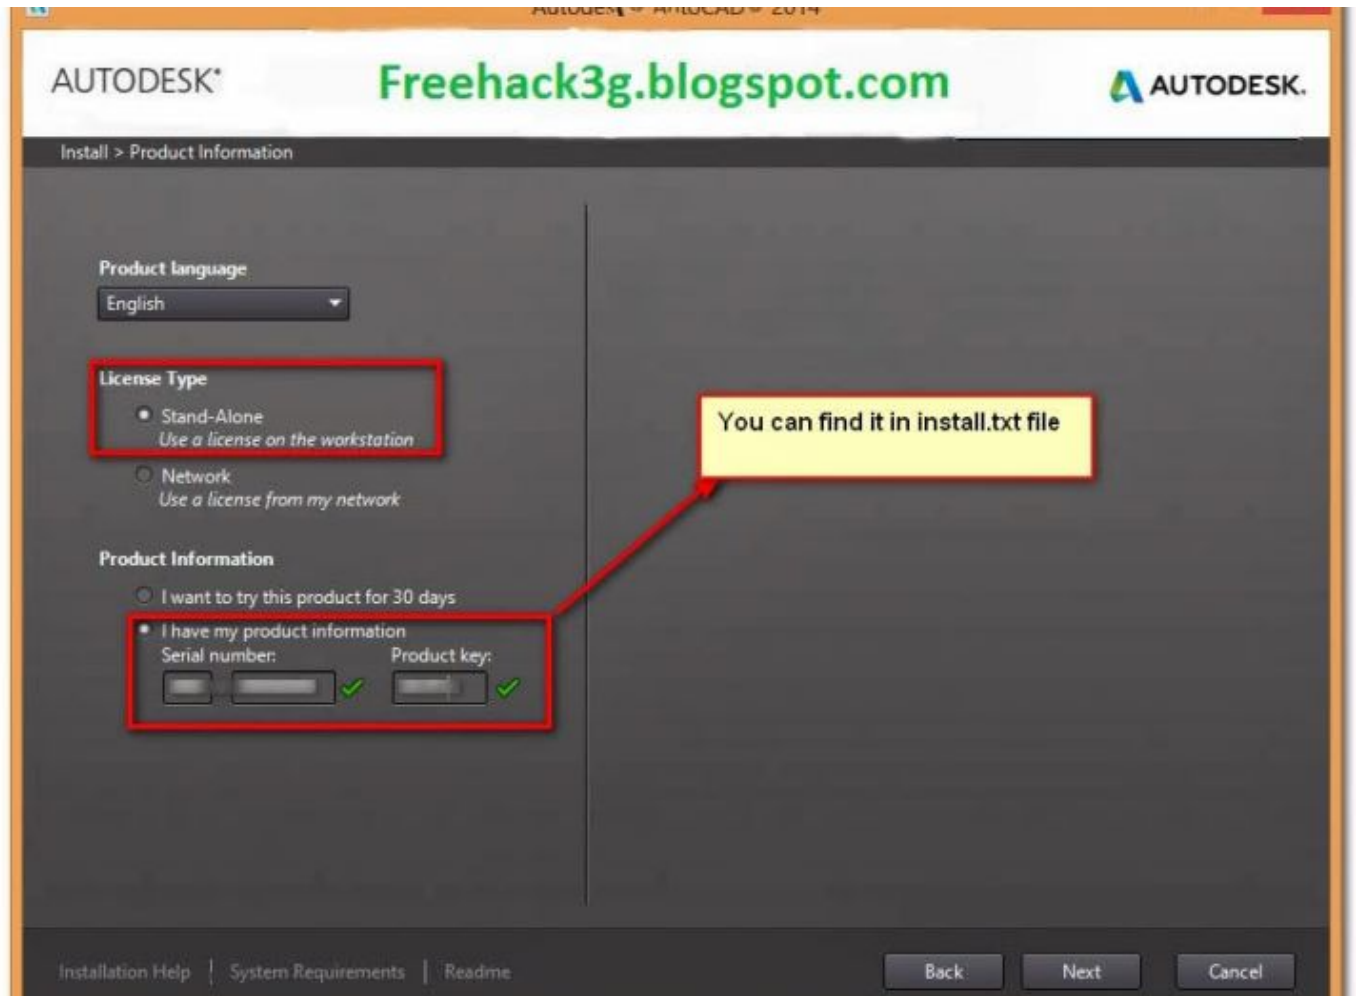 Autodesk® AutoCAD® 2014
AUTODESK®
Freehack3g.blogspot.com
AUTODESK.
Install > Product Information
Product language
English
License Type
Stand-Alone
Use a license on the workstation
Network
Use a license from my network
You can find it in install.txt file
Product Information
I want to try this product for 30 days
I have my product information
Serial number:
Product key:
Installation Help | System Requirements | Readme
Back
Next
Cancel